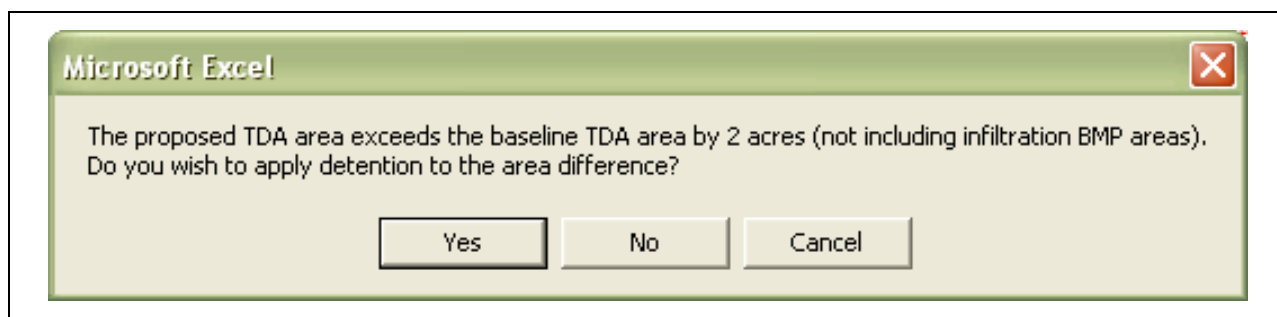 Microsoft Excel
The proposed TDA area exceeds the baseline TDA area by 2 acres (not including infiltration BMP areas).
Do you wish to apply detention to the area difference?
Yes No Cancel